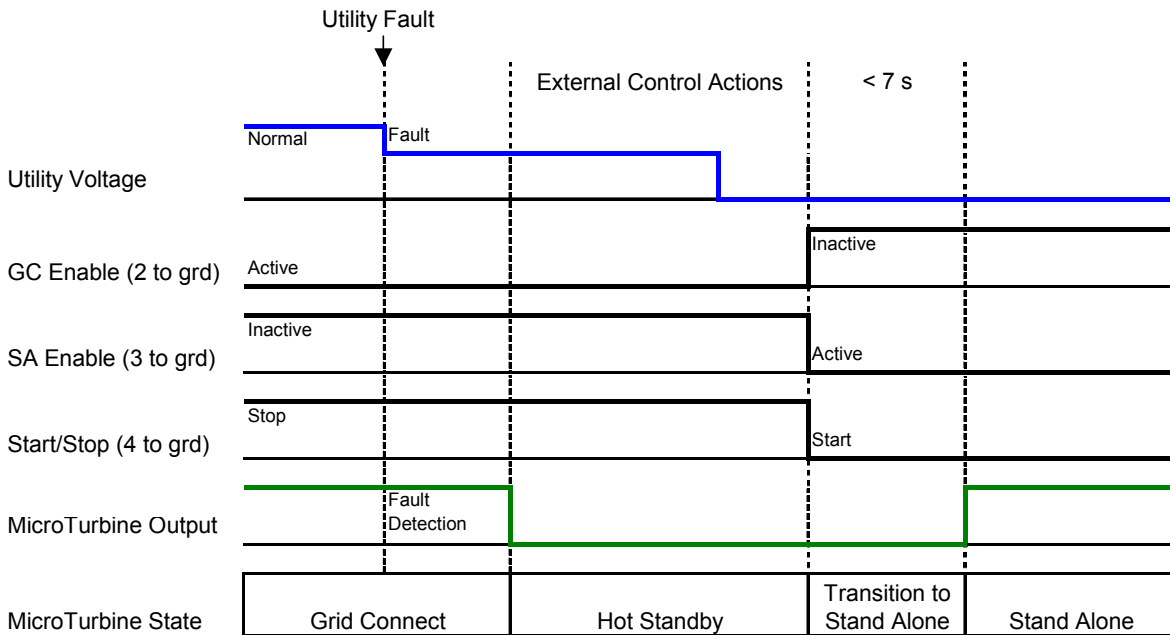 Utility Fault
External Control Actions
< 7 s
Normal
Fault
Utility Voltage
Inactive
GC Enable (2 to grd)
Active
Inactive
SA Enable (3 to grd)
Active
Stop
Start/Stop (4 to grd)
Start
Fault
Detection
MicroTurbine Output
MicroTurbine State
Grid Connect
Hot Standby
Transition to
Stand Alone
Stand Alone